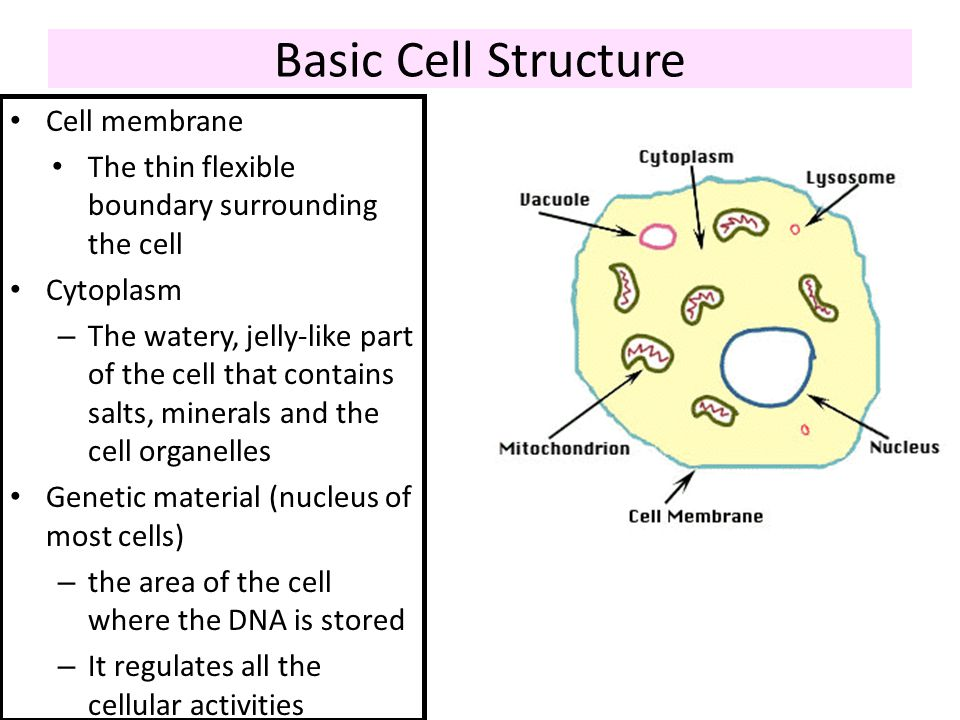 Basic Cell Structure
• Cell membrane
• The thin flexible
boundary surrounding
the cell
• Cytoplasm
– The watery, jelly-like part
of the cell that contains
salts, minerals and the
cell organelles
• Genetic material (nucleus of
most cells)
– the area of the cell
where the DNA is stored
– It regulates all the
cellular activities
Cytoplasm
Lysosome
Vacuole
Mitochondrion
Nucleus
Cell Membrane